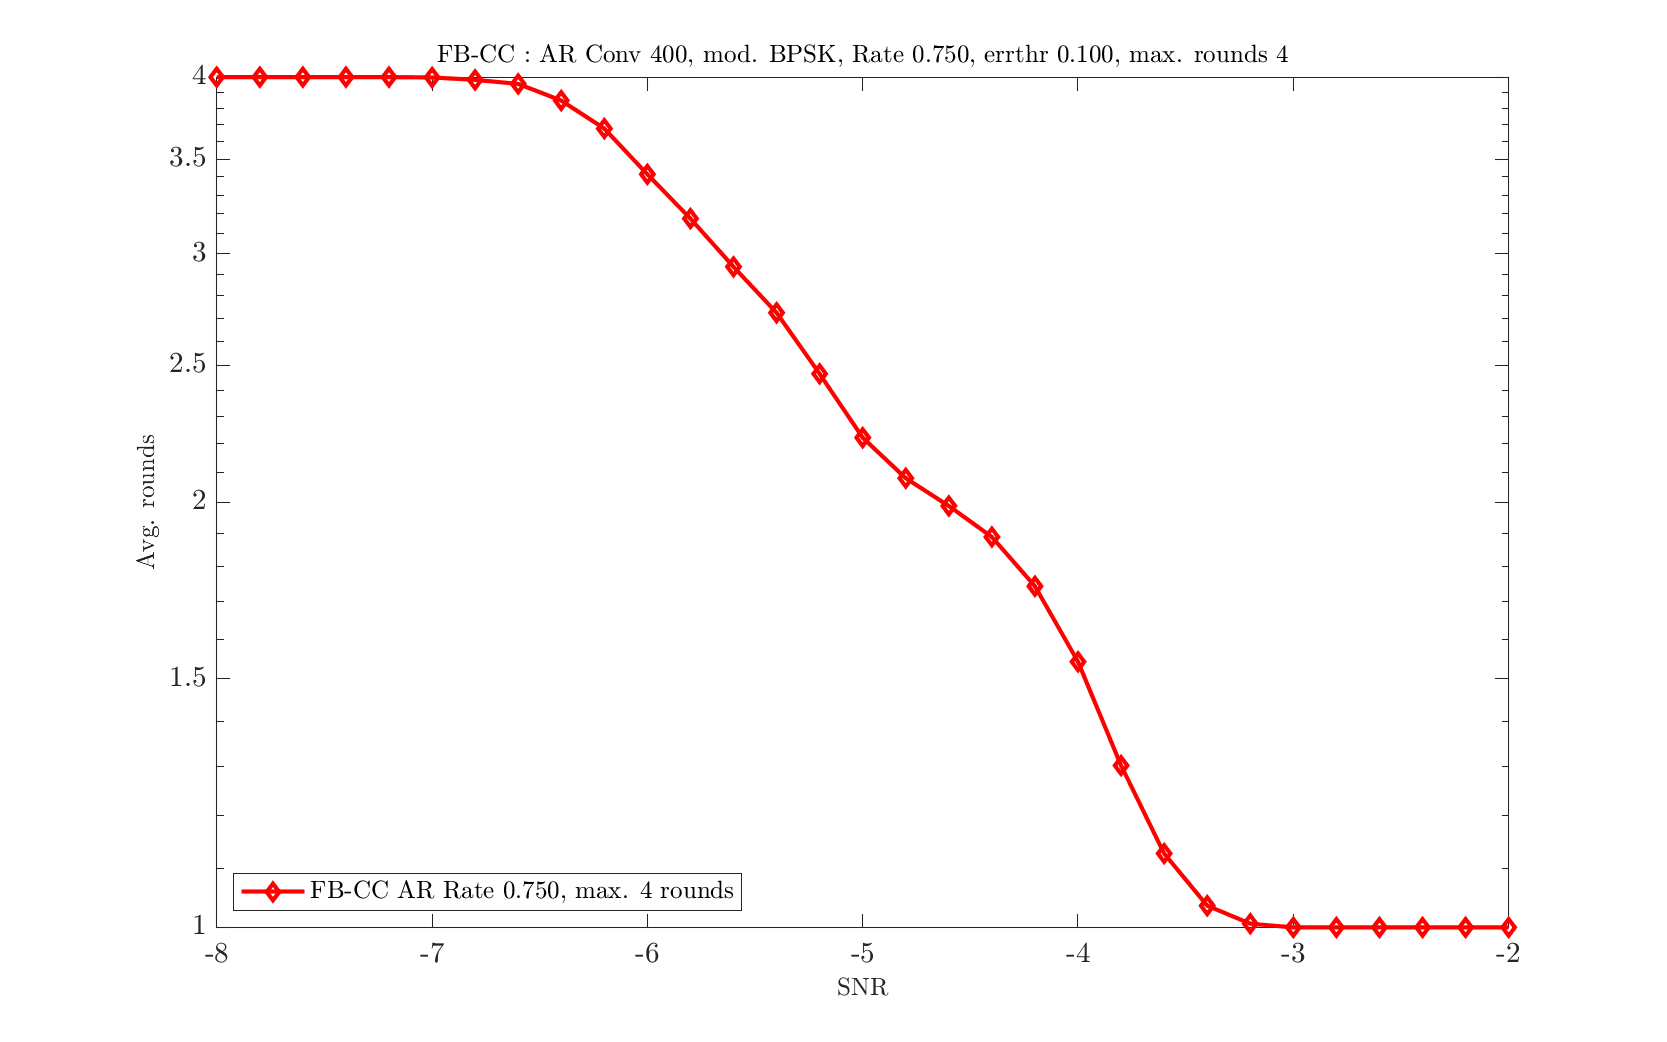 FB-CC : AR Conv 400, mod. BPSK, Rate 0.750, errthr 0.100, max. rounds 4
4
3.5
3
2.5
2
1.5
1
Avg. rounds
FB-CC AR Rate 0.750, max. 4 rounds
-8 -7 -6 -5 -4 -3 -2
SNR